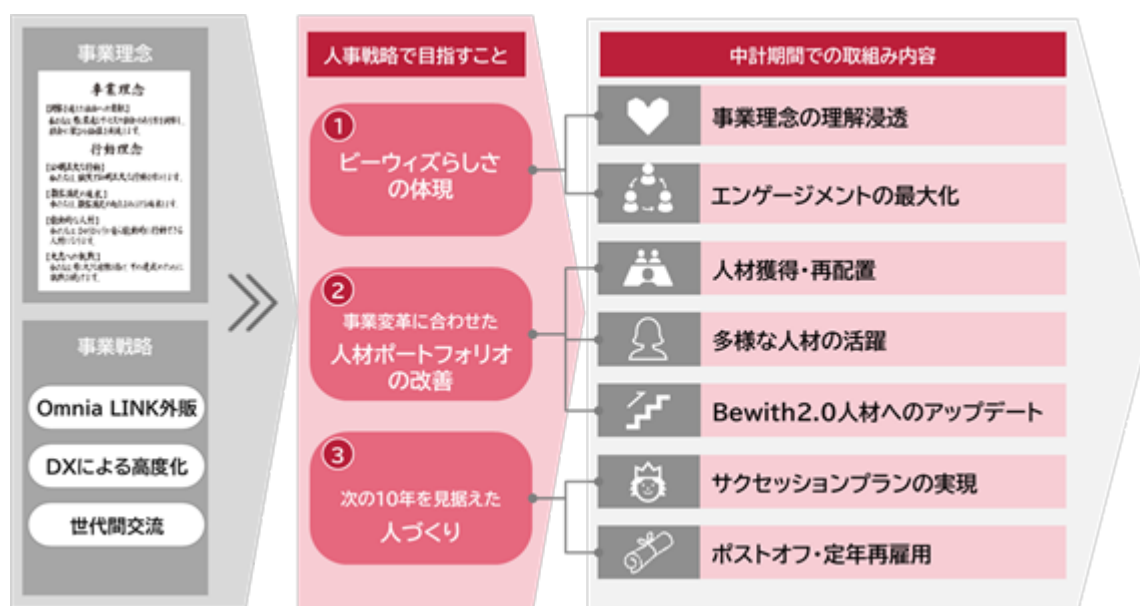 事業理念
事業理念
行動理念
事業戦略
Omnia LINK外販
DXによる高度化
世代間交流
人事戦略で目指すこと
1
ビーウィズらしさ
の体現
2
事業変革に合わせた
人材ポートフォリオ
の改善
3
次の10年を見据えた
人づくり
中計期間での取組み内容
事業理念の理解浸透
エンゲージメントの最大化
人材獲得・再配置
多様な人材の活躍
Bewith2.0人材へのアップデート
サクセッションプランの実現
ポストオフ・定年再雇用